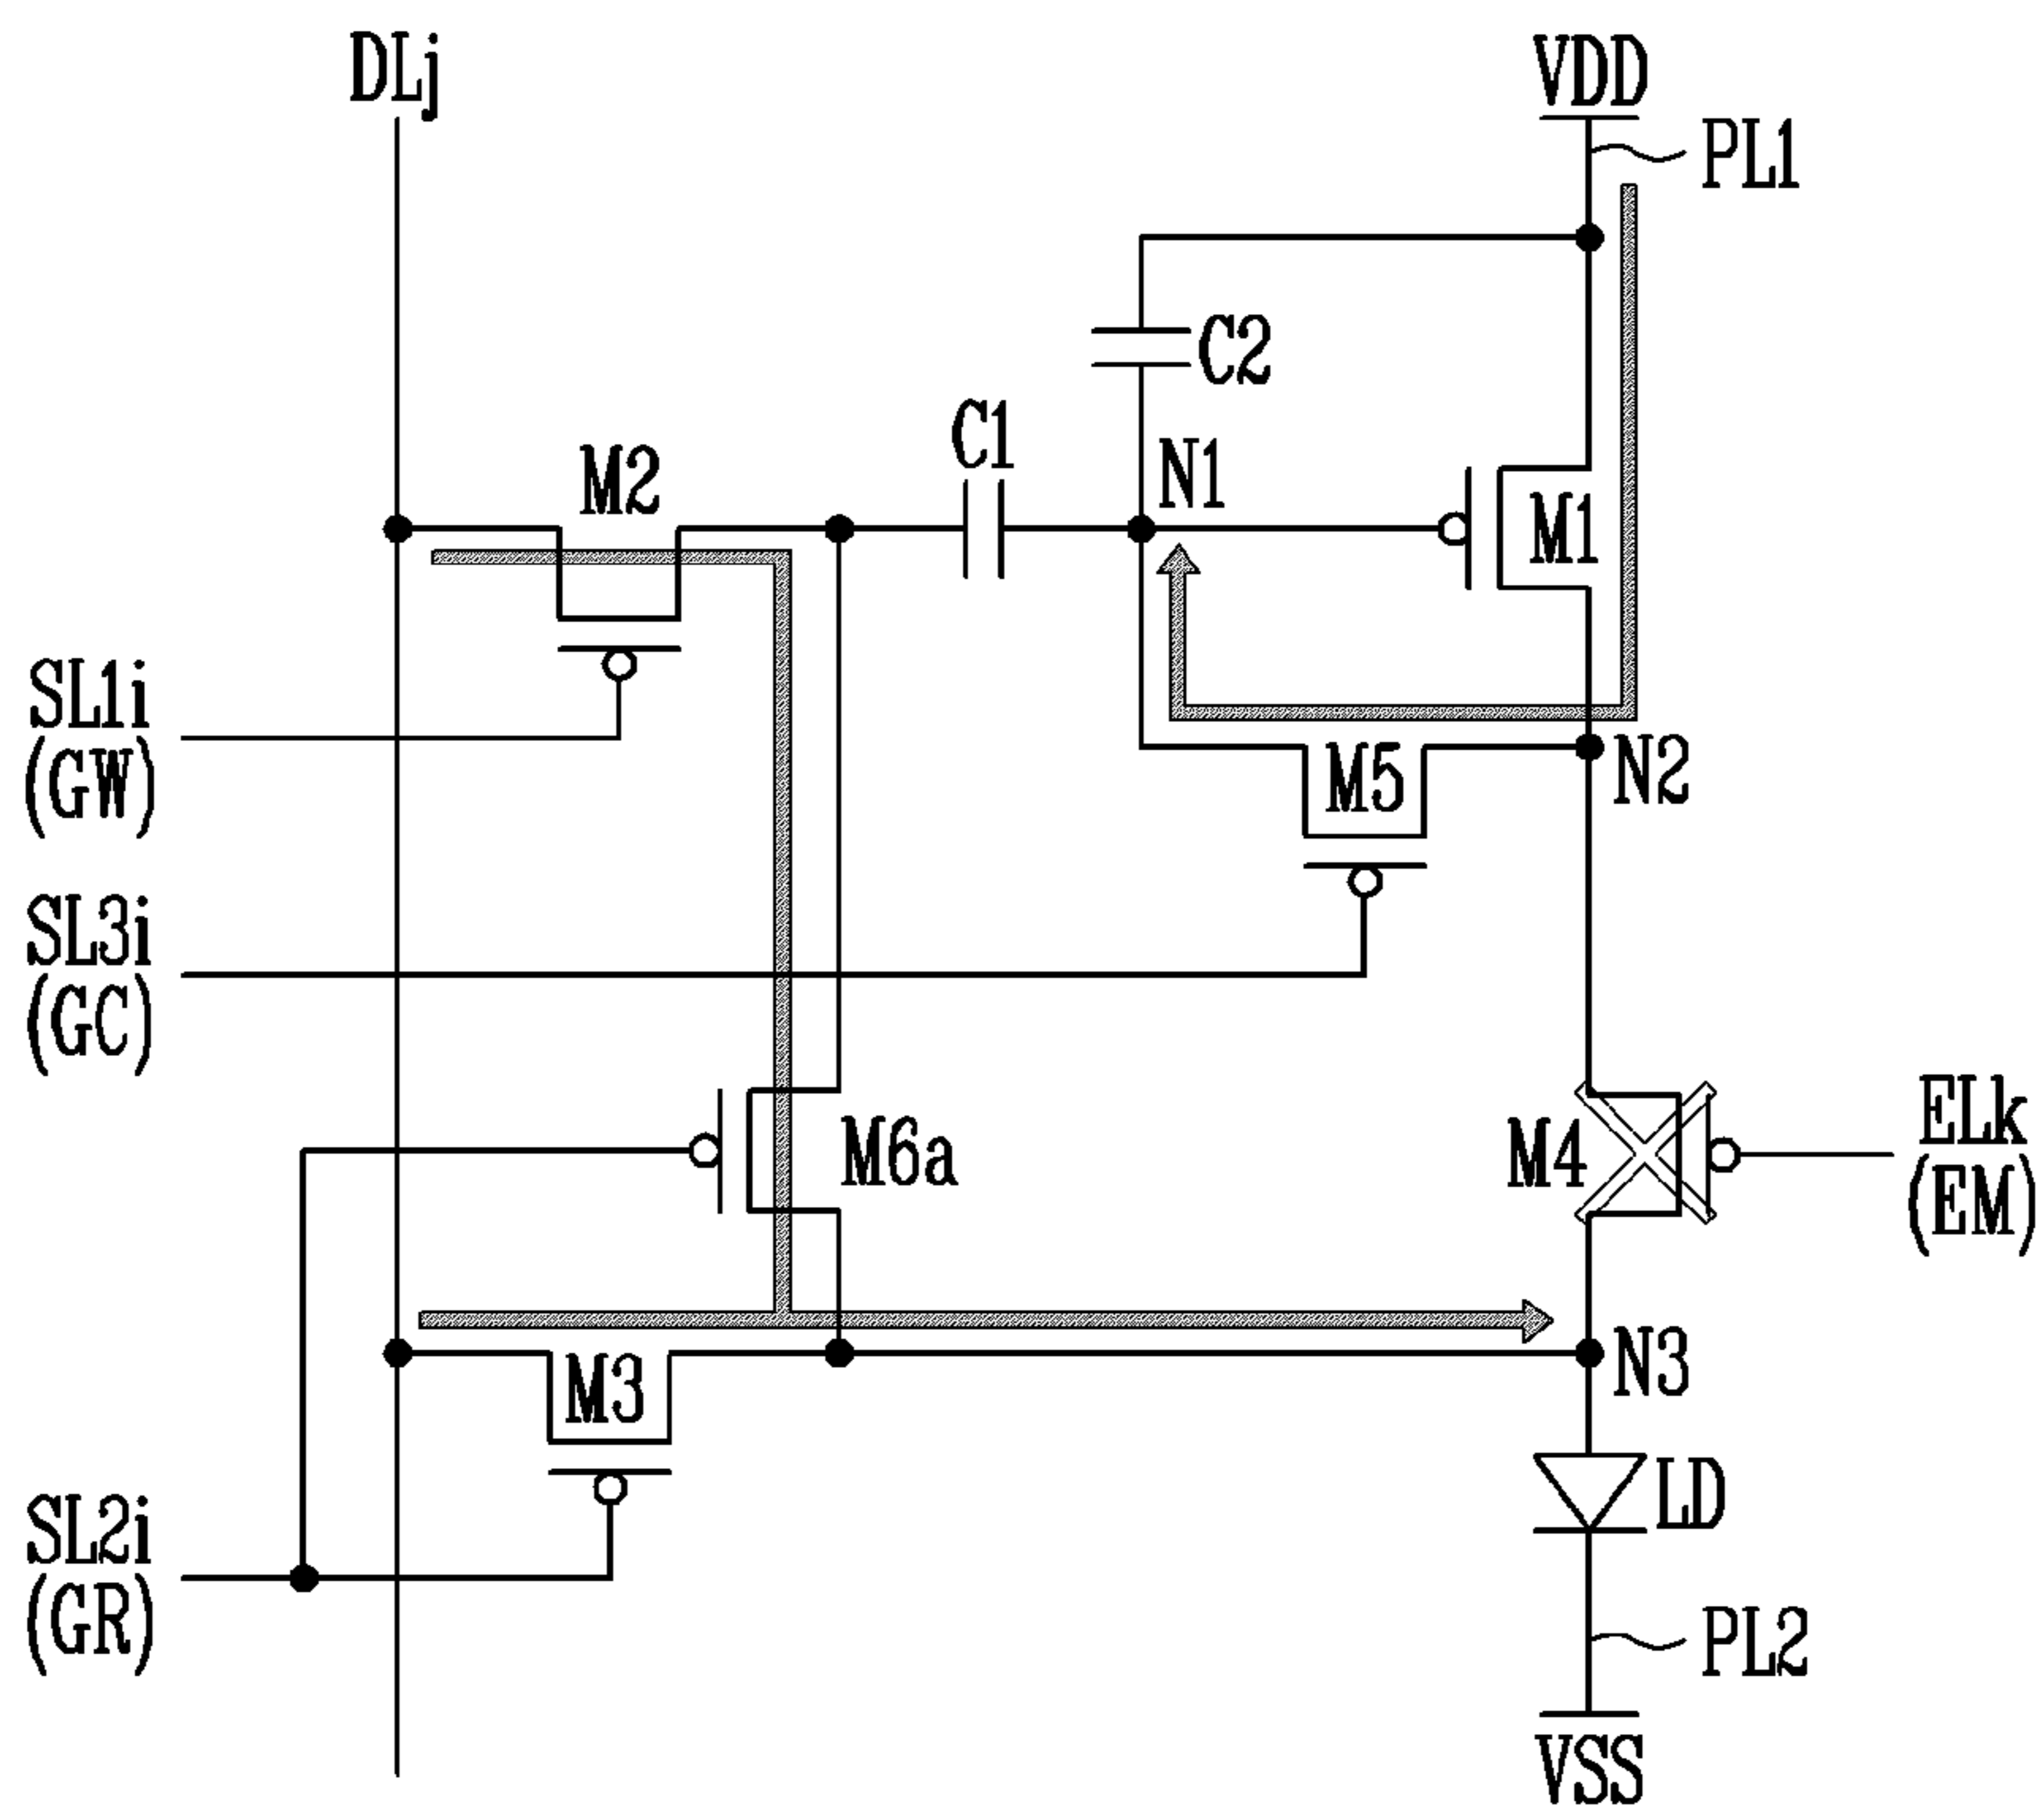 DLj
VDD
PL1
C2
C1
N1
M2
M1
SL1i
(GW)
M5
N2
SL3i
(GC)
M6a
M4
ELk
(EM)
M3
N3
LD
SL2i
(GR)
PL2
VSS